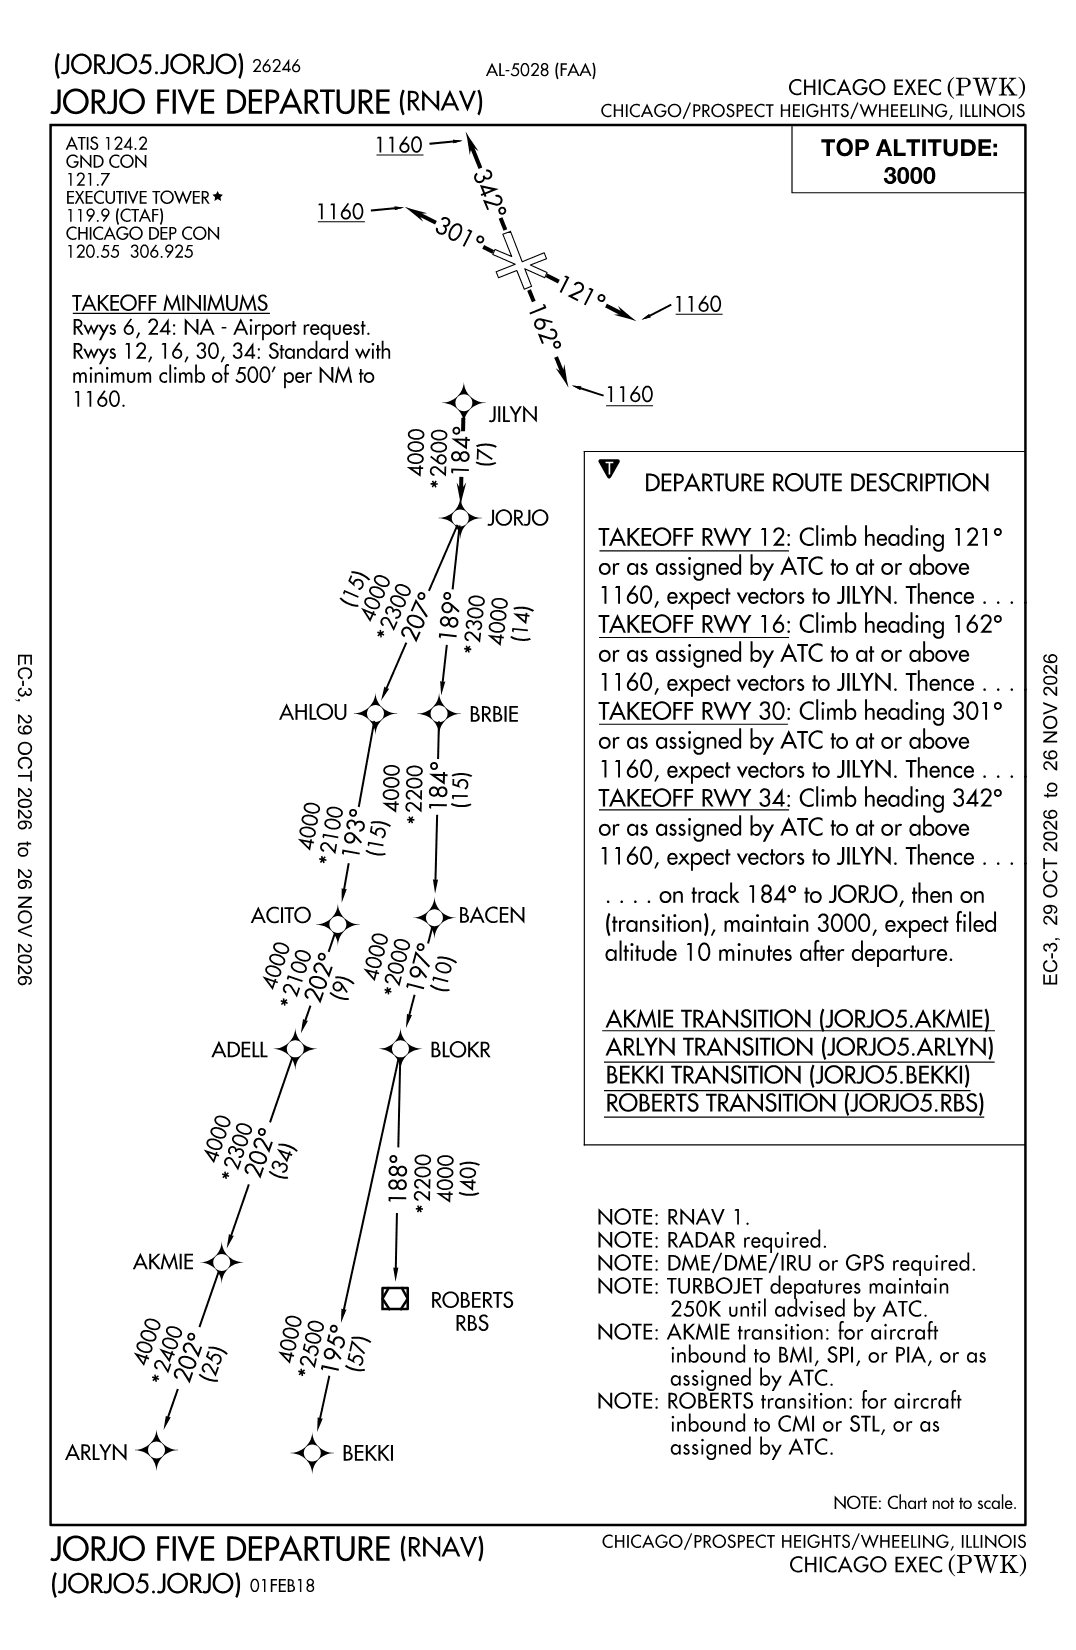 (JORJO5.JORJO) 26246
AL-5028 (FAA)
JORJO FIVE DEPARTURE (RNAV)
CHICAGO EXEC (PWK)
CHICAGO/PROSPECT HEIGHTS/WHEELING, ILLINOIS
ATIS 124.2
GND CON
121.7
EXECUTIVE TOWER★
119.9 (CTAF)
CHICAGO DEP CON
120.55 306.925
TOP ALTITUDE:
3000
1160
342°
1160
301°
121°
1160
162°
1160
TAKEOFF MINIMUMS
Rwys 6, 24: NA - Airport request.
Rwys 12, 16, 30, 34: Standard with
minimum climb of 500' per NM to
1160.
JILYN
4000
*2600
184°
(7)
JORJO
(15)
4000
*2300
207°
189°
*2300
4000
(14)
AHLOU
BRBIE
4000
*2100
193°
(15)
4000
*2200
184°
(15)
ACITO
BACEN
4000
*2100
202°
(9)
4000
*2000
197°
(10)
ADELL
BLOKR
4000
*2300
202°
(34)
188°
*2200
4000
(40)
AKMIE
ROBERTS
RBS
4000
*2400
202°
(25)
4000
*2500
195°
(57)
ARLYN
BEKKI
T
DEPARTURE ROUTE DESCRIPTION
TAKEOFF RWY 12: Climb heading 121°
or as assigned by ATC to at or above
1160, expect vectors to JILYN. Thence . . . .
TAKEOFF RWY 16: Climb heading 162°
or as assigned by ATC to at or above
1160, expect vectors to JILYN. Thence . . . .
TAKEOFF RWY 30: Climb heading 301°
or as assigned by ATC to at or above
1160, expect vectors to JILYN. Thence . . . .
TAKEOFF RWY 34: Climb heading 342°
or as assigned by ATC to at or above
1160, expect vectors to JILYN. Thence . . . .
. . . . on track 184° to JORJO, then on
(transition), maintain 3000, expect filed
altitude 10 minutes after departure.
AKMIE TRANSITION (JORJO5.AKMIE)
ARLYN TRANSITION (JORJO5.ARLYN)
BEKKI TRANSITION (JORJO5.BEKKI)
ROBERTS TRANSITION (JORJO5.RBS)
NOTE: RNAV 1.
NOTE: RADAR required.
NOTE: DME/DME/IRU or GPS required.
NOTE: TURBOJET depatures maintain
250K until advised by ATC.
NOTE: AKMIE transition: for aircraft
inbound to BMI, SPI, or PIA, or as
assigned by ATC.
NOTE: ROBERTS transition: for aircraft
inbound to CMI or STL, or as
assigned by ATC.
NOTE: Chart not to scale.
EC-3, 29 OCT 2026 to 26 NOV 2026
EC-3, 29 OCT 2026 to 26 NOV 2026
JORJO FIVE DEPARTURE (RNAV)
(JORJO5.JORJO) 01FEB18
CHICAGO/PROSPECT HEIGHTS/WHEELING, ILLINOIS
CHICAGO EXEC (PWK)